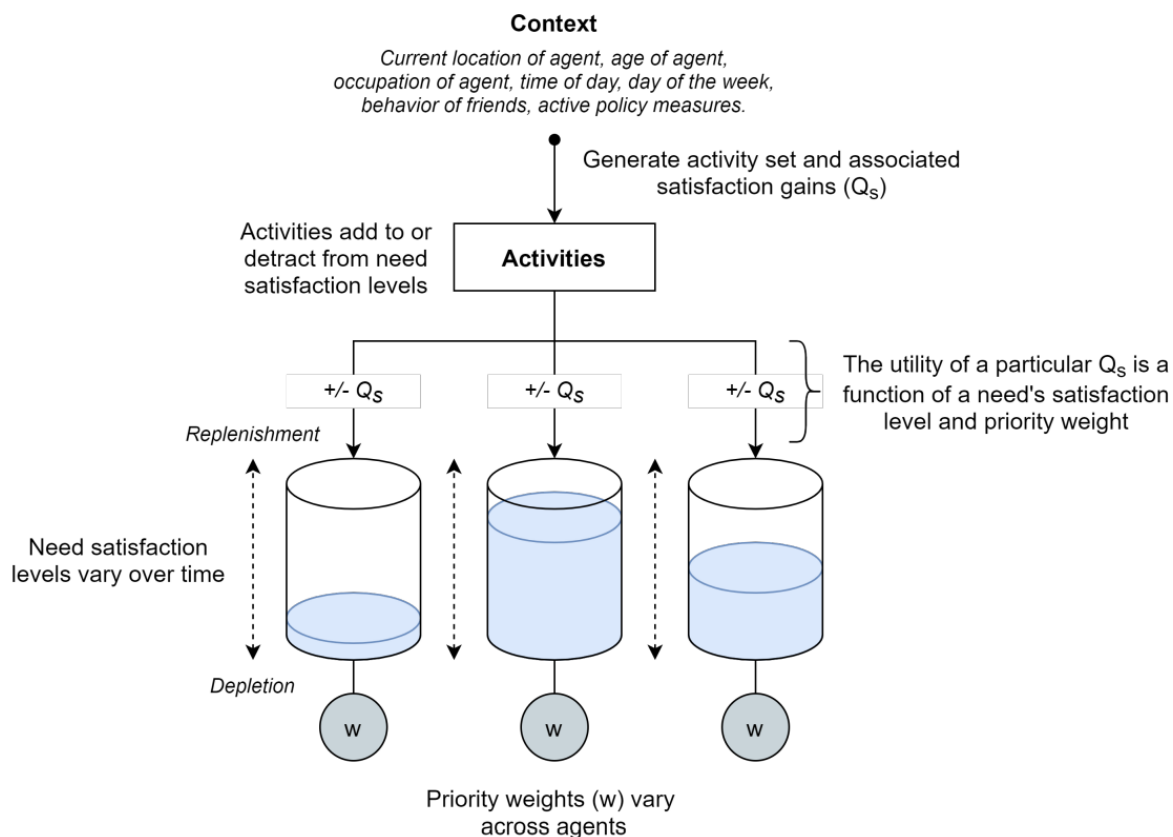 Context
Current location of agent, age of agent,
occupation of agent, time of day, day of the week,
behavior of friends, active policy measures.
Generate activity set and associated
satisfaction gains (Qs)
Activities add to or
detract from need
satisfaction levels
Activities
+/- Qs
+/- Qs
+/- Qs
The utility of a particular Qs is a
function of a need's satisfaction
level and priority weight
Replenishment
Need satisfaction
levels vary over time
Depletion
w
w
w
Priority weights (w) vary
across agents